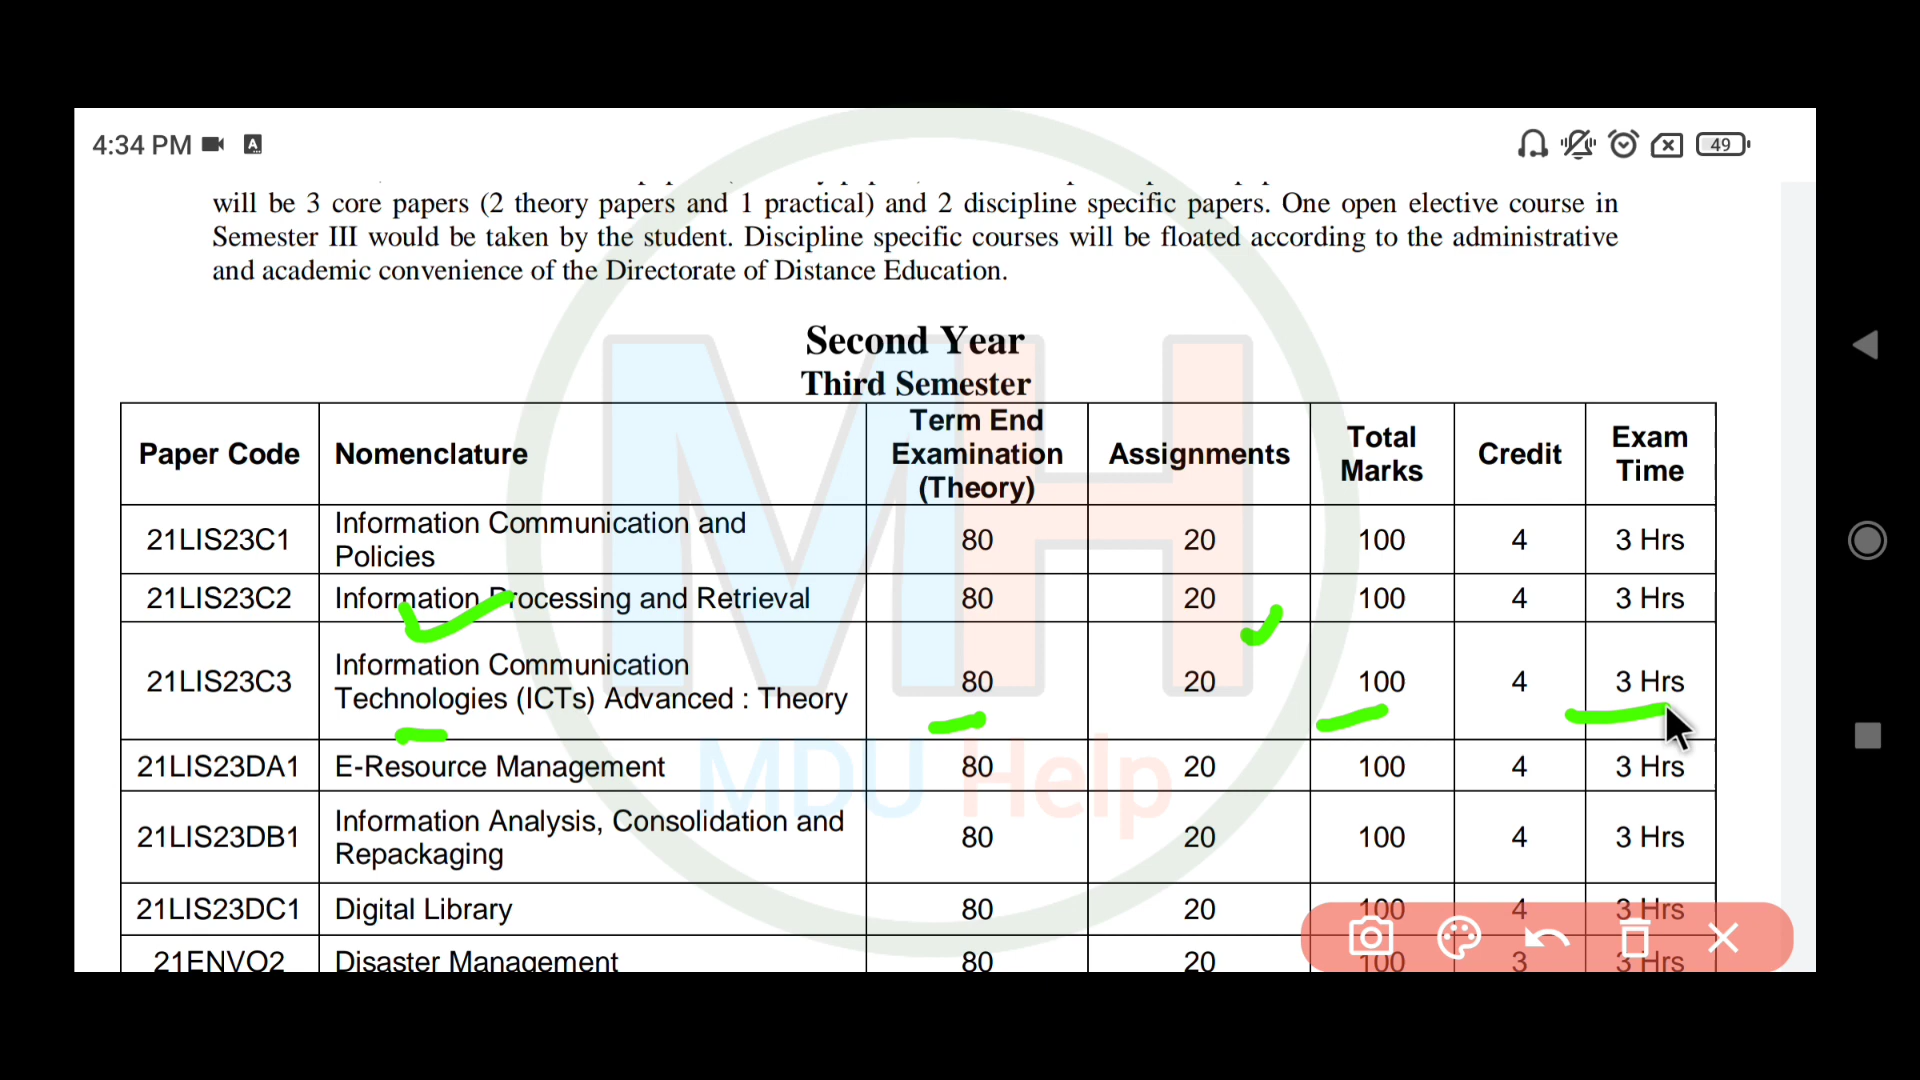 4:34 PM
49
will be 3 core papers (2 theory papers and 1 practical) and 2 discipline specific papers. One open elective course in
Semester III would be taken by the student. Discipline specific courses will be floated according to the administrative
and academic convenience of the Directorate of Distance Education.
Second Year
Third Semester
Paper Code Nomenclature Term End Examination (Theory) Assignments Total Marks Credit Exam Time
21LIS23C1 Information Communication and Policies 80 20 100 4 3 Hrs
21LIS23C2 Information Processing and Retrieval 80 20 100 4 3 Hrs
21LIS23C3 Information Communication Technologies (ICTs) Advanced : Theory 80 20 100 4 3 Hrs
21LIS23DA1 E-Resource Management 80 20 100 4 3 Hrs
21LIS23DB1 Information Analysis, Consolidation and Repackaging 80 20 100 4 3 Hrs
21LIS23DC1 Digital Library 80 20 100 4 3 Hrs
21ENVO2 Disaster Management 80 20 100 3 3 Hrs
MH
MDU Help